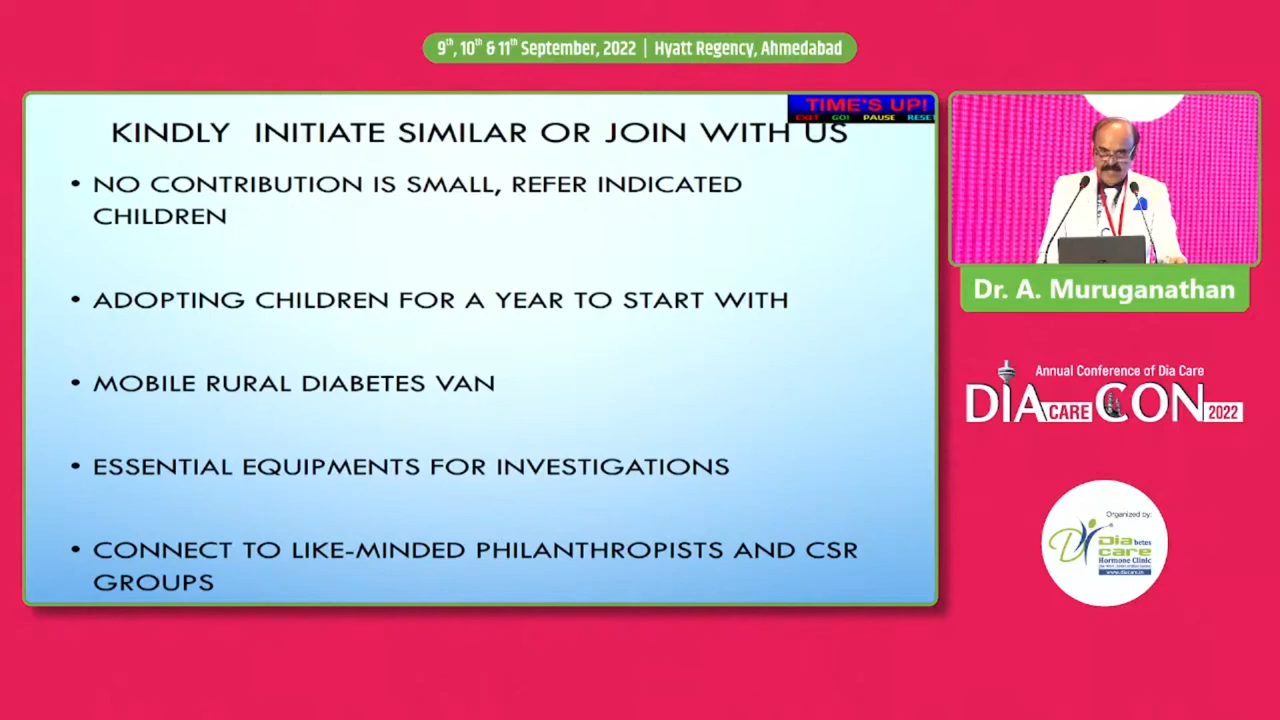 9th, 10th & 11th September, 2022 | Hyatt Regency, Ahmedabad
TIME'S UP!
EXIT GO! PAUSE RESET
KINDLY INITIATE SIMILAR OR JOIN WITH US
• NO CONTRIBUTION IS SMALL, REFER INDICATED
CHILDREN
• ADOPTING CHILDREN FOR A YEAR TO START WITH
• MOBILE RURAL DIABETES VAN
• ESSENTIAL EQUIPMENTS FOR INVESTIGATIONS
• CONNECT TO LIKE-MINDED PHILANTHROPISTS AND CSR
GROUPS
Dr. A. Muruganathan
Annual Conference of Dia Care
DIA CARE CON 2022
Organized by:
Diabetes
care
Hormone Clinic
www.diacare.in